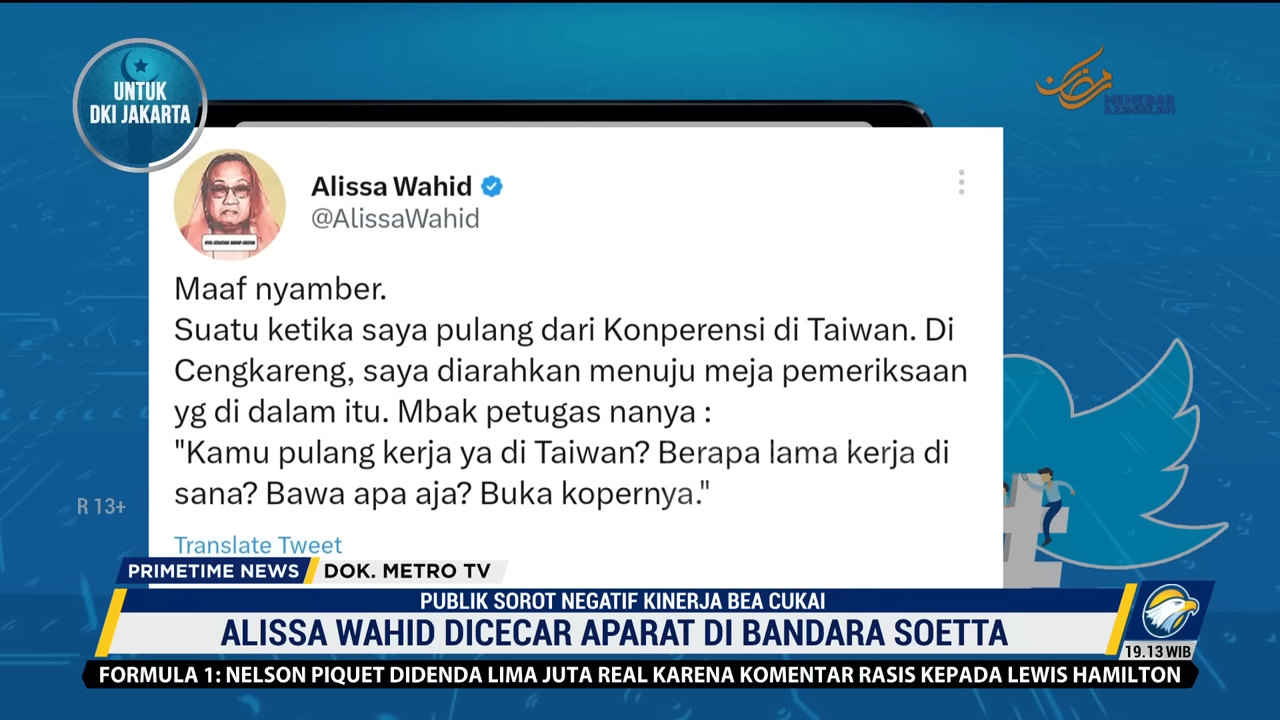 UNTUK
DKI JAKARTA
رمضان
MENEBAR
KEBAIKAN
Alissa Wahid
@AlissaWahid
Maaf nyamber.
Suatu ketika saya pulang dari Konperensi di Taiwan. Di
Cengkareng, saya diarahkan menuju meja pemeriksaan
yg di dalam itu. Mbak petugas nanya :
"Kamu pulang kerja ya di Taiwan? Berapa lama kerja di
sana? Bawa apa aja? Buka kopernya."
R 13+
Translate Tweet
PRIMETIME NEWS DOK. METRO TV
PUBLIK SOROT NEGATIF KINERJA BEA CUKAI
ALISSA WAHID DICECAR APARAT DI BANDARA SOETTA
19.13 WIB
FORMULA 1: NELSON PIQUET DIDENDA LIMA JUTA REAL KARENA KOMENTAR RASIS KEPADA LEWIS HAMILTON